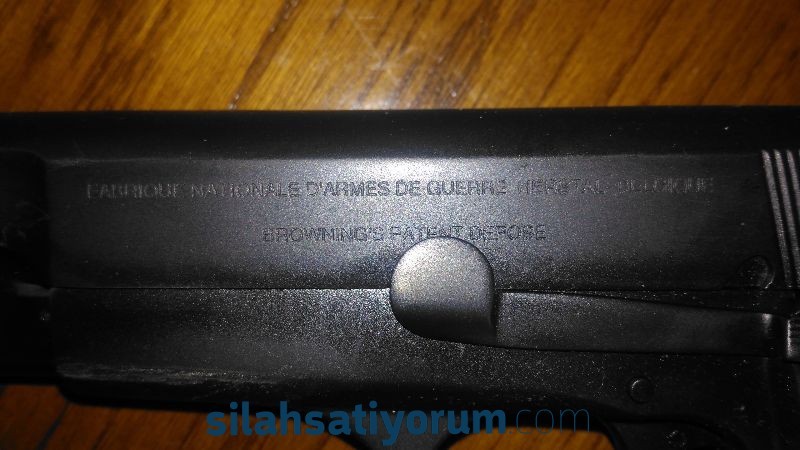 FABRIQUE NATIONALE D'ARMES DE GUERRE HERSTAL BELGIQUE
BROWNING'S PATENT DEPOSE
silahsatiyorum.com